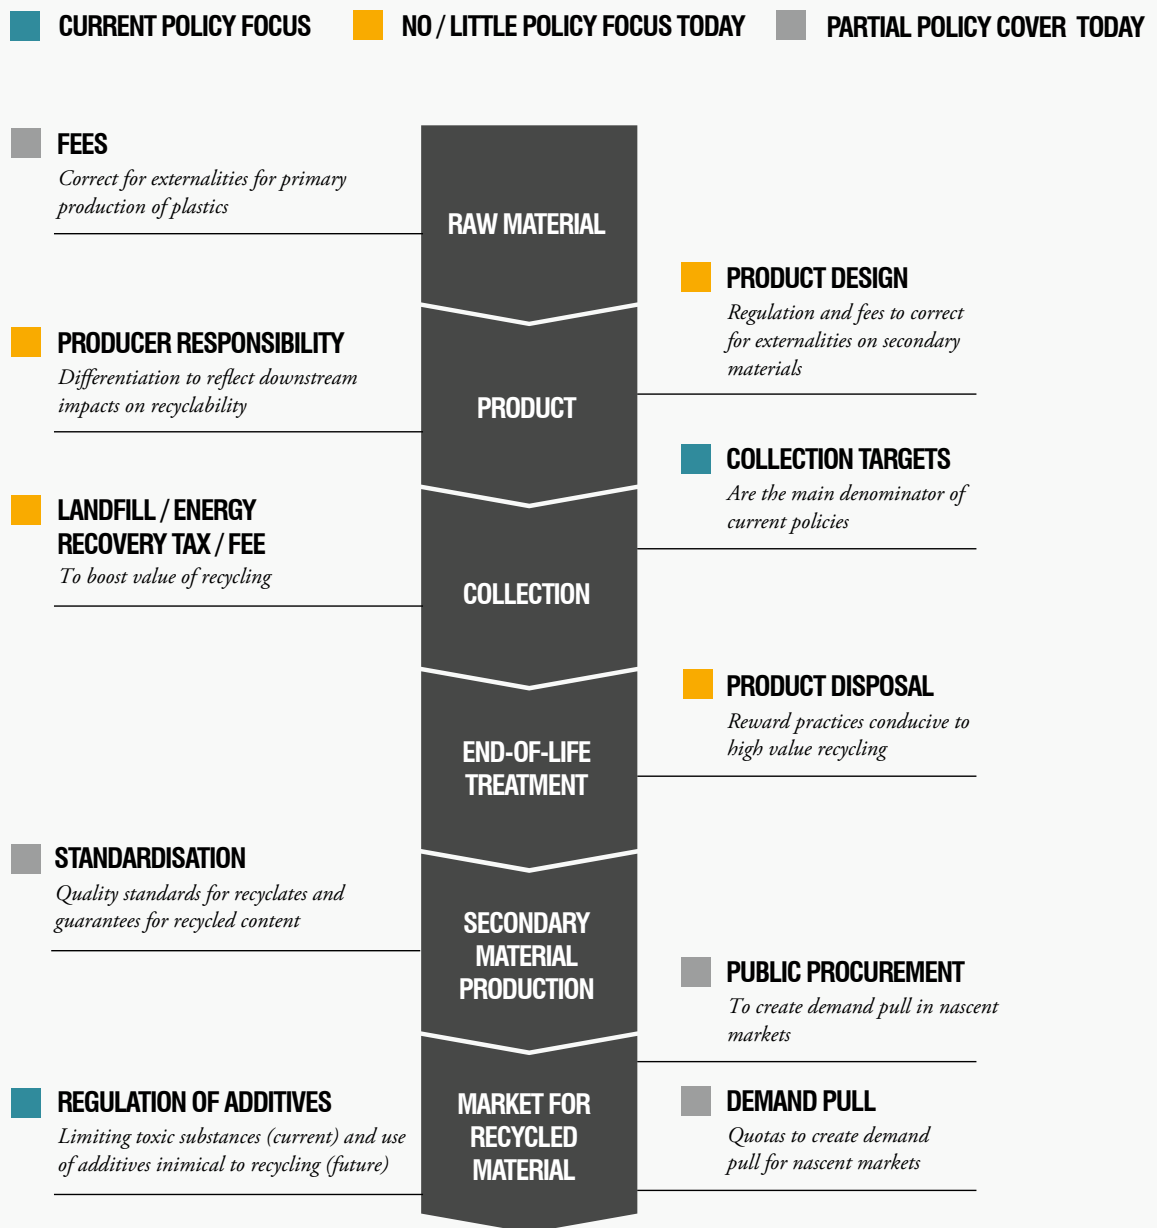 CURRENT POLICY FOCUS
NO / LITTLE POLICY FOCUS TODAY
PARTIAL POLICY COVER TODAY
FEES
Correct for externalities for primary
production of plastics
RAW MATERIAL
PRODUCT DESIGN
Regulation and fees to correct
for externalities on secondary
materials
PRODUCER RESPONSIBILITY
Differentiation to reflect downstream
impacts on recyclability
PRODUCT
COLLECTION TARGETS
Are the main denominator of
current policies
LANDFILL / ENERGY
RECOVERY TAX / FEE
To boost value of recycling
COLLECTION
PRODUCT DISPOSAL
Reward practices conducive to
high value recycling
END-OF-LIFE
TREATMENT
STANDARDISATION
Quality standards for recyclates and
guarantees for recycled content
SECONDARY
MATERIAL
PRODUCTION
PUBLIC PROCUREMENT
To create demand pull in nascent
markets
REGULATION OF ADDITIVES
Limiting toxic substances (current) and use
of additives inimical to recycling (future)
MARKET FOR
RECYCLED
MATERIAL
DEMAND PULL
Quotas to create demand
pull for nascent markets